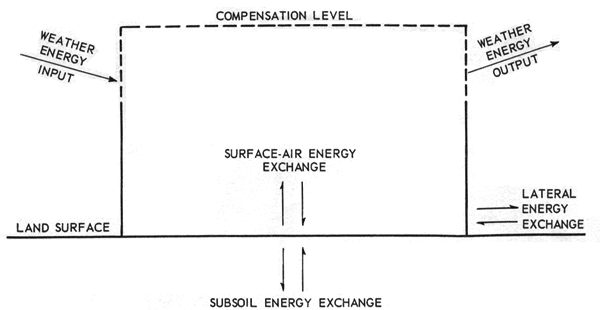 COMPENSATION LEVEL
WEATHER
ENERGY
INPUT
WEATHER
ENERGY
OUTPUT
SURFACE-AIR ENERGY
EXCHANGE
LATERAL
ENERGY
EXCHANGE
LAND SURFACE
SUBSOIL ENERGY EXCHANGE